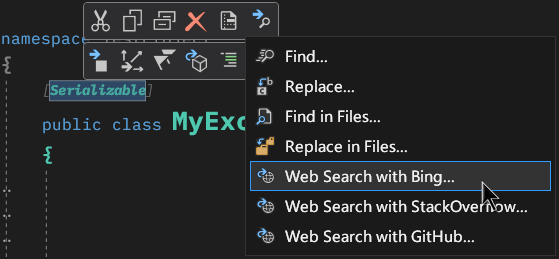 namespace
{
Find...
[Serializable]
Replace...
public class MyExc
Find in Files...
{
Replace in Files...
Web Search with Bing...
Web Search with StackOverflow...
Web Search with GitHub...